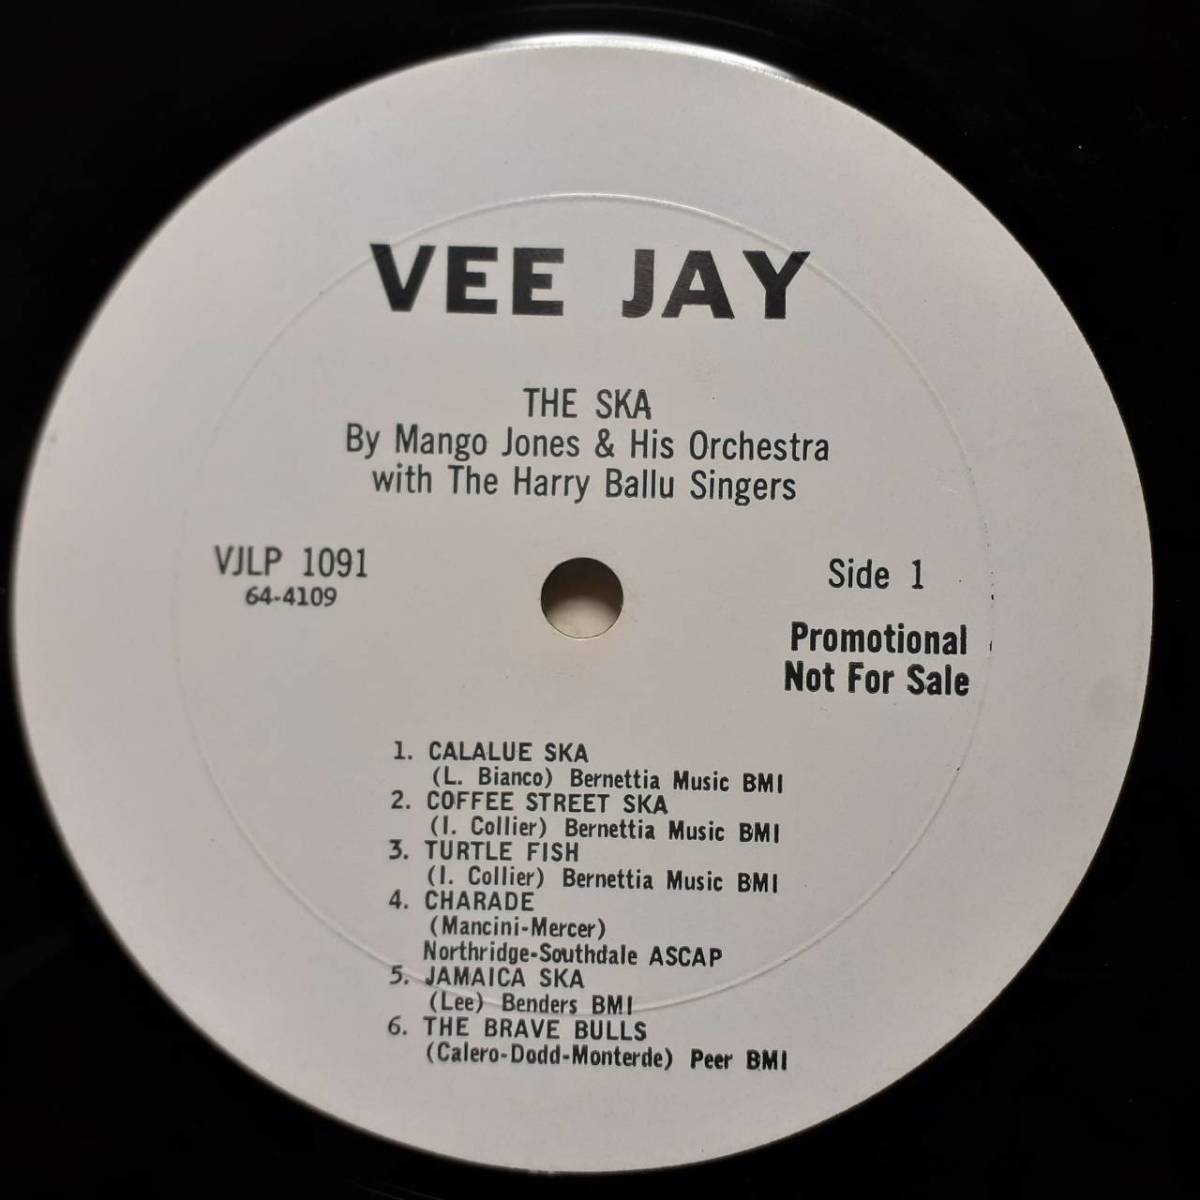 VEE JAY
THE SKA
By Mango Jones & His Orchestra
with The Harry Ballu Singers
VJLP 1091
64-4109
Side 1
Promotional
Not For Sale
1. CALALUE SKA
(L. Bianco) Bernettia Music BMI
2. COFFEE STREET SKA
(I. Collier) Bernettia Music BMI
3. TURTLE FISH
(I. Collier) Bernettia Music BMI
4. CHARADE
(Mancini-Mercer)
Northridge-Southdale ASCAP
5. JAMAICA SKA
(Lee) Benders BMI
6. THE BRAVE BULLS
(Calero-Dodd-Monterde) Peer BMI